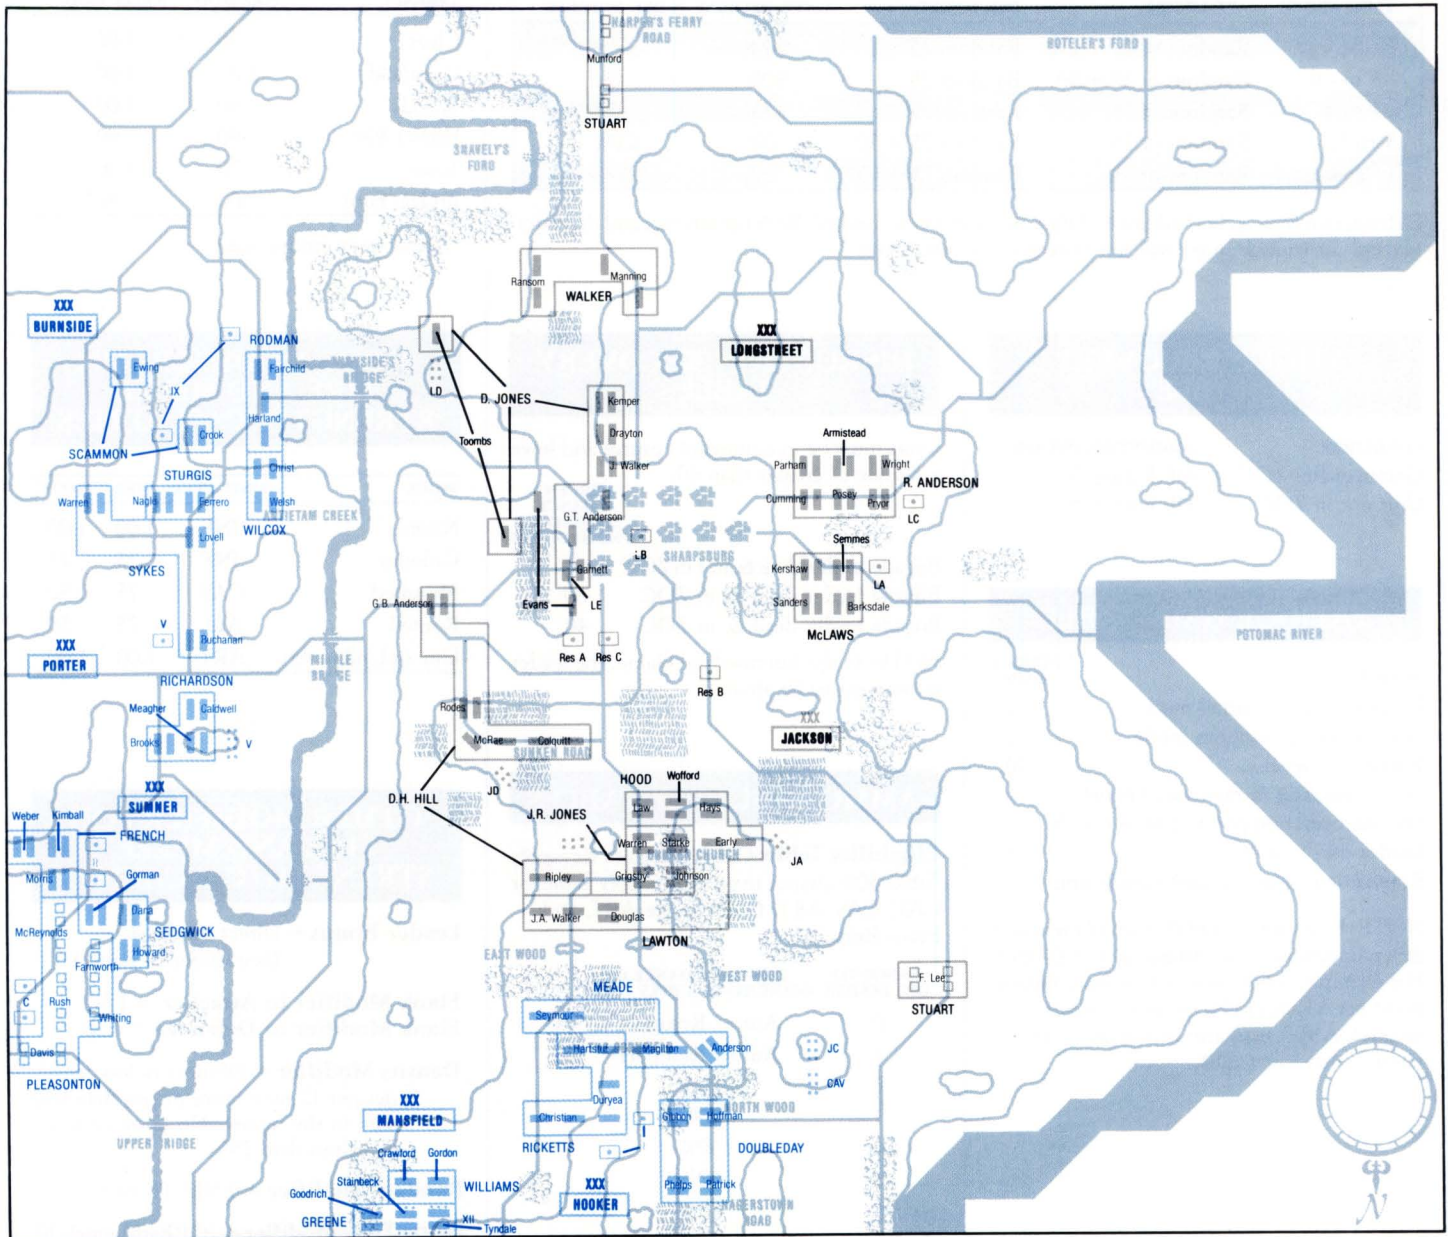 HARPER'S FERRY
ROAD
ROTELER'S FORD
Munford
STUART
SNAVELY'S
FORD
Ransom
Manning
WALKER
XXX
BURNSIDE
XXX
LONGSTREET
RODMAN
BURNSIDE'S
BRIDGE
Ewing
Fairchild
IX
LD
D. JONES
Kemper
Harland
Crook
Toombs
Drayton
Armistead
SCAMMON
J. Walker
Parham
Wright
STURGIS
Christ
R. ANDERSON
Warren
Nagle
Ferrero
Welsh
Cumming
Posey
Pryor
ANTIETAM CREEK
G.T. Anderson
LC
WILCOX
Lovell
LB
SHARPSBURG
Semmes
SYKES
Garnett
Kershaw
LA
G.B. Anderson
Evans
LE
Sanders
Barksdale
V
Buchanan
McLAWS
POTOMAC RIVER
XXX
PORTER
MIDDLE
BRIDGE
Res A
Res C
RICHARDSON
Res B
Meagher
Caldwell
Rodes
XXX
JACKSON
Brooks
V
McRae
Colquitt
SUNKEN ROAD
XXX
SUMNER
JD
HOOD
Wofford
D.H. HILL
Law
Hays
Weber
Kimball
FRENCH
J.R. JONES
Warren
Starke
Early
II
DUNKER CHURCH
JA
Morris
Gorman
Ripley
Grigsby
Johnson
Dana
J.A. Walker
Douglas
McReynolds
SEDGWICK
LAWTON
Howard
EAST WOOD
Farnworth
WEST WOOD
F. Lee
C
Rush
MEADE
STUART
Whiting
Seymour
Davis
Magilton
Anderson
JC
PLEASONTON
CAV
Duryea
XXX
MANSFIELD
Christian
Gibbon
Hoffman
NORTH WOOD
UPPER BRIDGE
RICKETTS
I
DOUBLEDAY
Crawford
Gordon
Stainbeck
WILLIAMS
XXX
HOOKER
Phelps
Patrick
Goodrich
GREENE
XII
Tyndale
HAGERSTOWN
ROAD
N